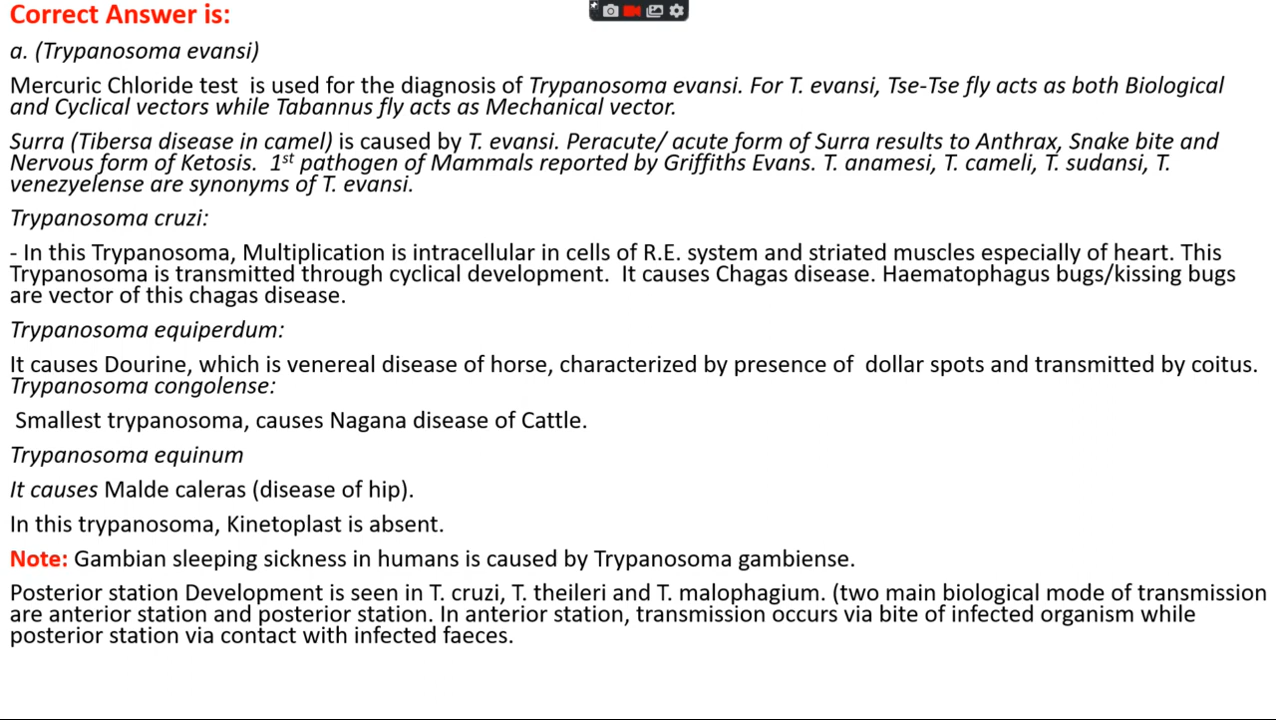 Correct Answer is:
a. (Trypanosoma evansi)
Mercuric Chloride test is used for the diagnosis of Trypanosoma evansi. For T. evansi, Tse-Tse fly acts as both Biological
and Cyclical vectors while Tabannus fly acts as Mechanical vector.
Surra (Tibersa disease in camel) is caused by T. evansi. Peracute/ acute form of Surra results to Anthrax, Snake bite and
Nervous form of Ketosis. 1st pathogen of Mammals reported by Griffiths Evans. T. anamesi, T. cameli, T. sudansi, T.
venezyelense are synonyms of T. evansi.
Trypanosoma cruzi:
- In this Trypanosoma, Multiplication is intracellular in cells of R.E. system and striated muscles especially of heart. This
Trypanosoma is transmitted through cyclical development. It causes Chagas disease. Haematophagus bugs/kissing bugs
are vector of this chagas disease.
Trypanosoma equiperdum:
It causes Dourine, which is venereal disease of horse, characterized by presence of dollar spots and transmitted by coitus.
Trypanosoma congolense:
Smallest trypanosoma, causes Nagana disease of Cattle.
Trypanosoma equinum
It causes Malde caleras (disease of hip).
In this trypanosoma, Kinetoplast is absent.
Note: Gambian sleeping sickness in humans is caused by Trypanosoma gambiense.
Posterior station Development is seen in T. cruzi, T. theileri and T. malophagium. (two main biological mode of transmission
are anterior station and posterior station. In anterior station, transmission occurs via bite of infected organism while
posterior station via contact with infected faeces.